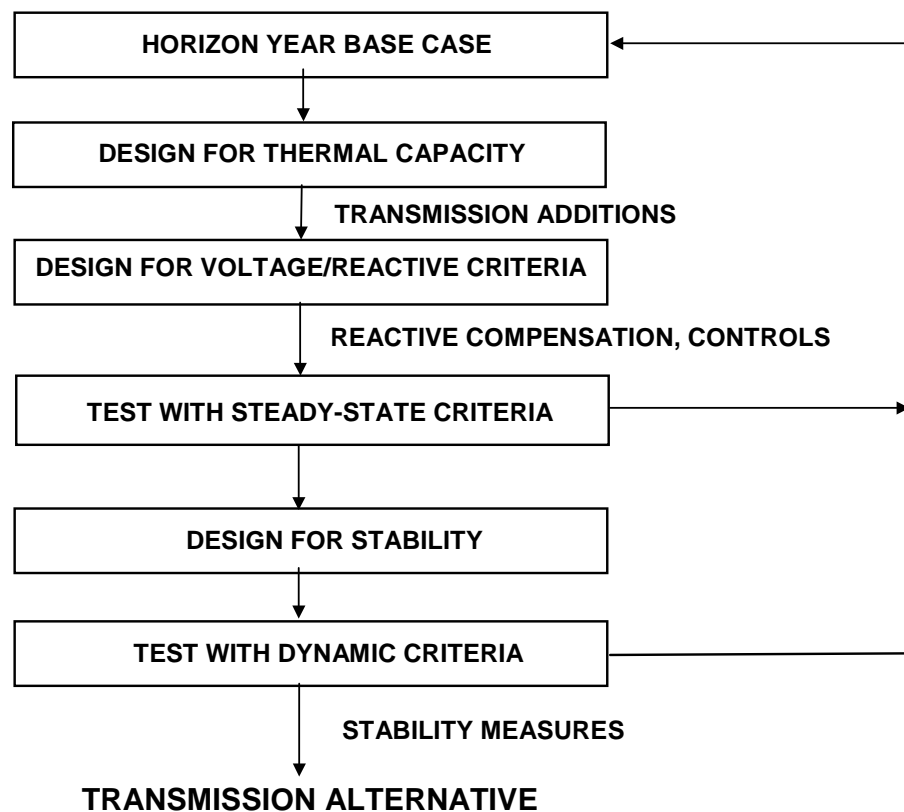 HORIZON YEAR BASE CASE
DESIGN FOR THERMAL CAPACITY
TRANSMISSION ADDITIONS
DESIGN FOR VOLTAGE/REACTIVE CRITERIA
REACTIVE COMPENSATION, CONTROLS
TEST WITH STEADY-STATE CRITERIA
DESIGN FOR STABILITY
TEST WITH DYNAMIC CRITERIA
STABILITY MEASURES
TRANSMISSION ALTERNATIVE